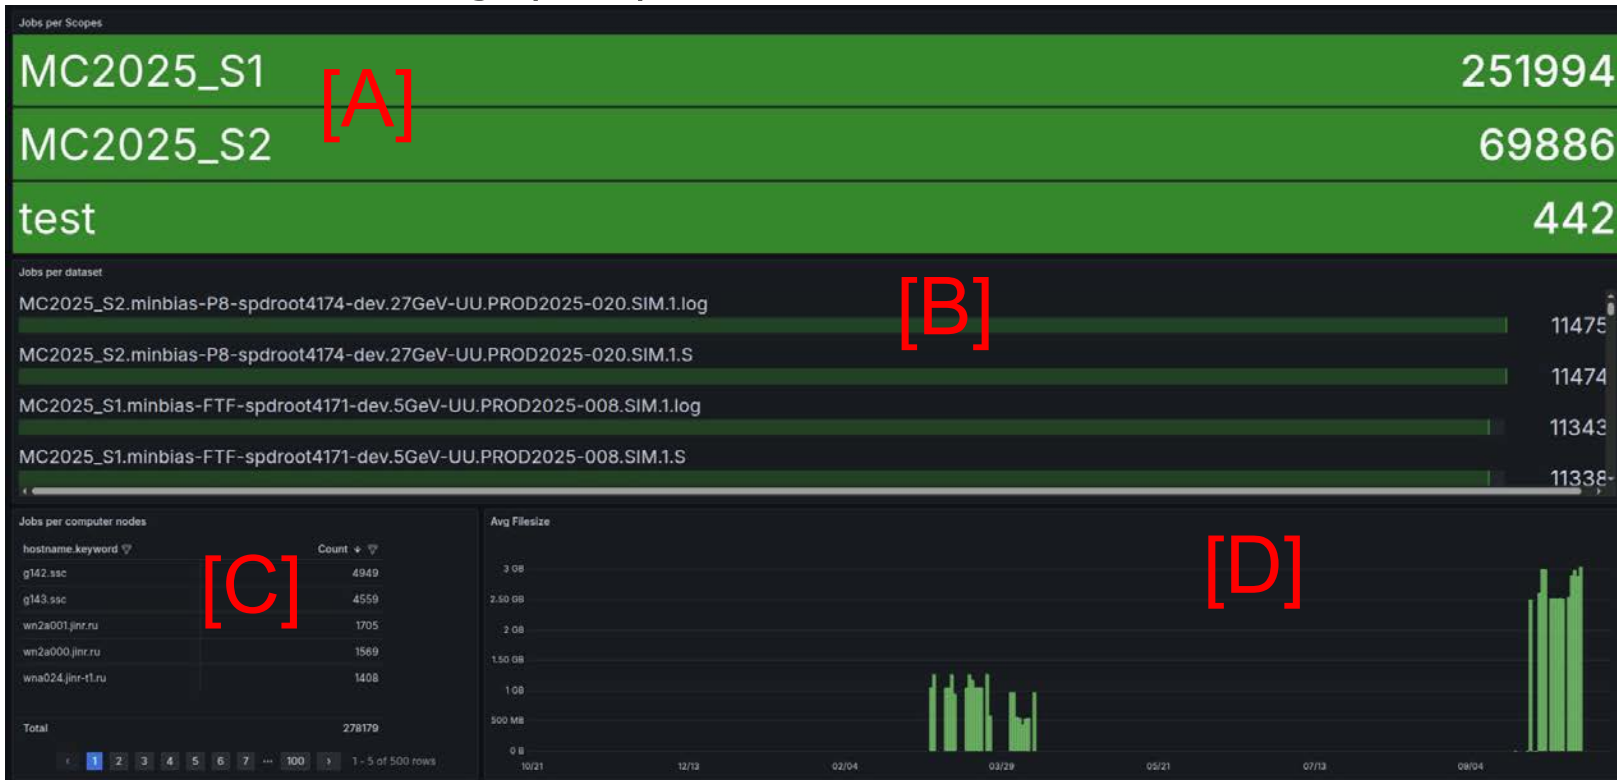 Jobs per Scopes
MC2025_S1 251994
[A]
MC2025_S2 69886
test 442
Jobs per dataset
[B]
MC2025_S2.minbias-P8-spdroot4174-dev.27GeV-UU.PROD2025-020.SIM.1.log
11475
MC2025_S2.minbias-P8-spdroot4174-dev.27GeV-UU.PROD2025-020.SIM.1.S
11474
MC2025_S1.minbias-FTF-spdroot4171-dev.5GeV-UU.PROD2025-008.SIM.1.log
11343
MC2025_S1.minbias-FTF-spdroot4171-dev.5GeV-UU.PROD2025-008.SIM.1.S
11338
Jobs per computer nodes
hostname.keyword Count
g142.ssc 4949
[C]
g143.ssc 4559
wn2a001.jinr.ru 1705
wn2a000.jinr.ru 1569
wna024.jinr-t1.ru 1408
Total 278179
1 2 3 4 5 6 7 ... 100 1 - 5 of 500 rows
Avg Filesize
[D]
3 GB
2.50 GB
2 GB
1.50 GB
1 GB
500 MB
0 B
10/21 12/13 02/04 03/29 05/21 07/13 09/04